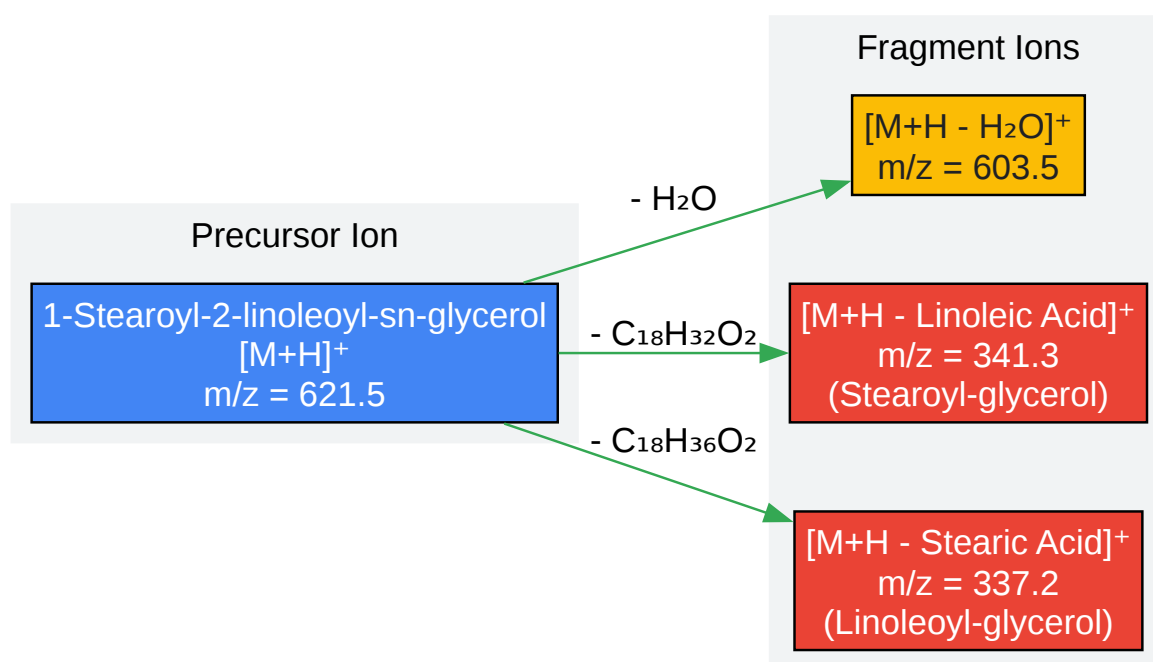 Fragment Ions
[M+H - H₂O]⁺
m/z = 603.5
- H₂O
Precursor Ion
1-Stearoyl-2-linoleoyl-sn-glycerol
[M+H]⁺
m/z = 621.5
- C₁₈H₃₂O₂
[M+H - Linoleic Acid]⁺
m/z = 341.3
(Stearoyl-glycerol)
- C₁₈H₃₆O₂
[M+H - Stearic Acid]⁺
m/z = 337.2
(Linoleoyl-glycerol)